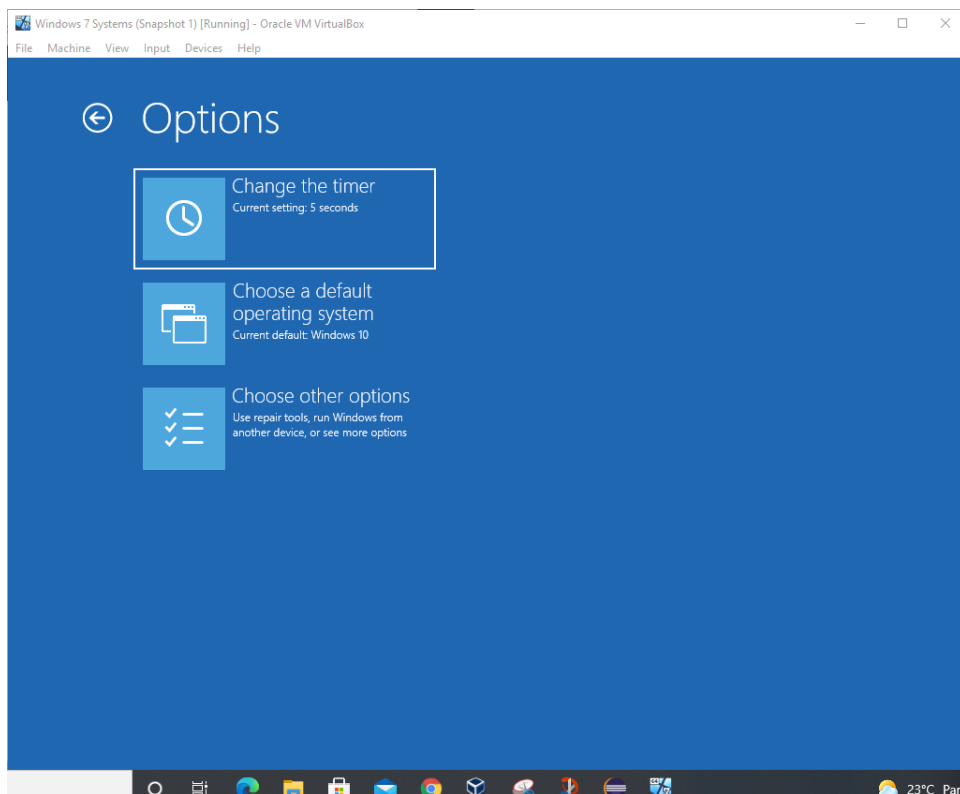 Windows 7 Systems (Snapshot 1) [Running] - Oracle VM VirtualBox
File Machine View Input Devices Help
Options
Change the timer
Current setting: 5 seconds
Choose a default
operating system
Current default: Windows 10
Choose other options
Use repair tools, run Windows from
another device, or see more options
23°C Par